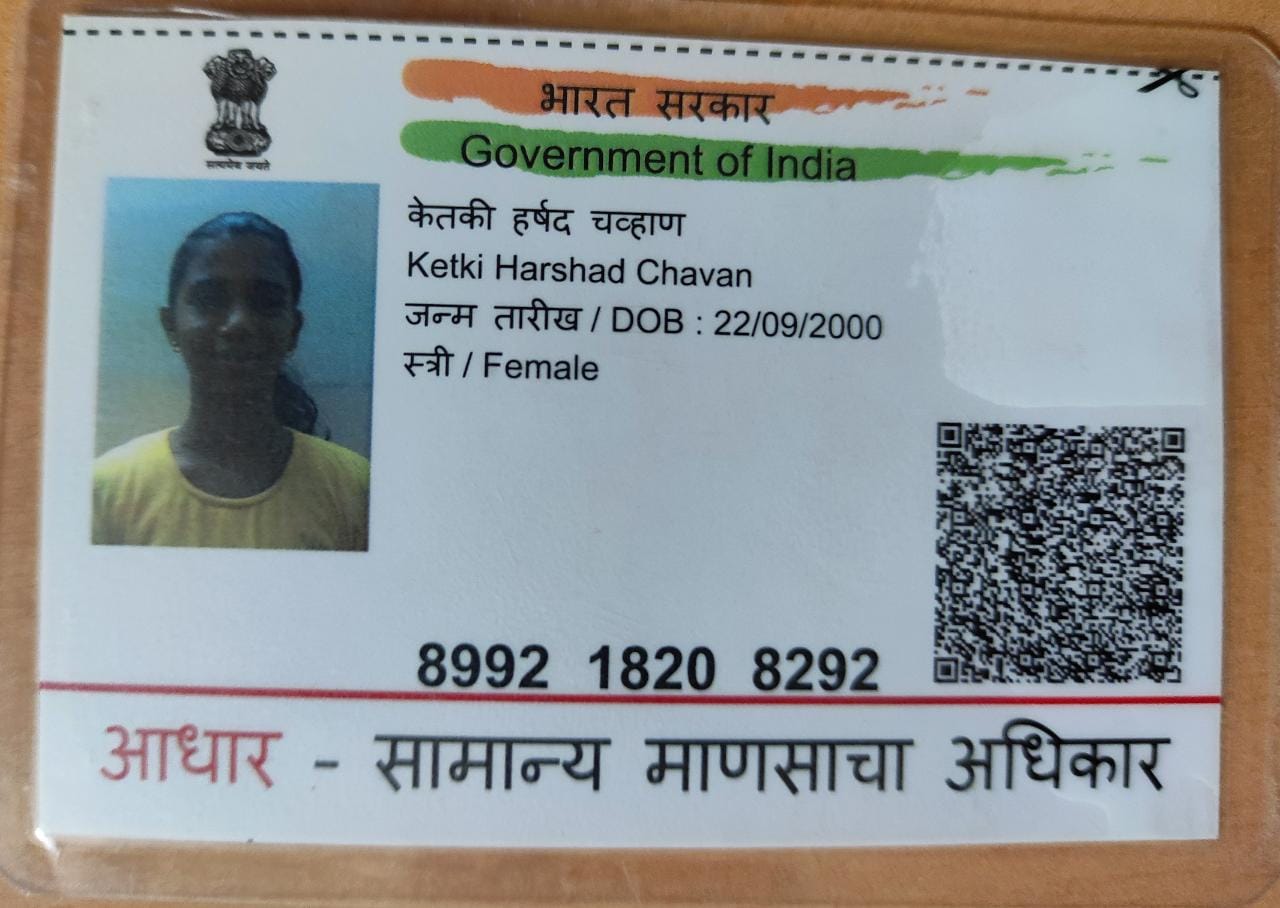 सत्यमेव जयते
भारत सरकार
Government of India
केतकी हर्षद चव्हाण
Ketki Harshad Chavan
जन्म तारीख / DOB : 22/09/2000
स्त्री / Female
8992 1820 8292
आधार - सामान्य माणसाचा अधिकार